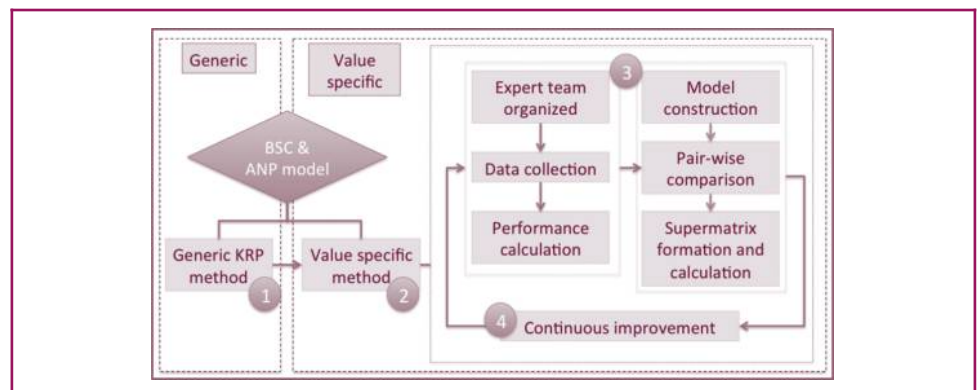 Generic
Value
specific
BSC &
ANP model
Generic KRP
method
1
Value specific
method
2
3
Expert team
organized
Data collection
Performance
calculation
Model
construction
Pair-wise
comparison
Supermatrix
formation and
calculation
4
Continuous improvement